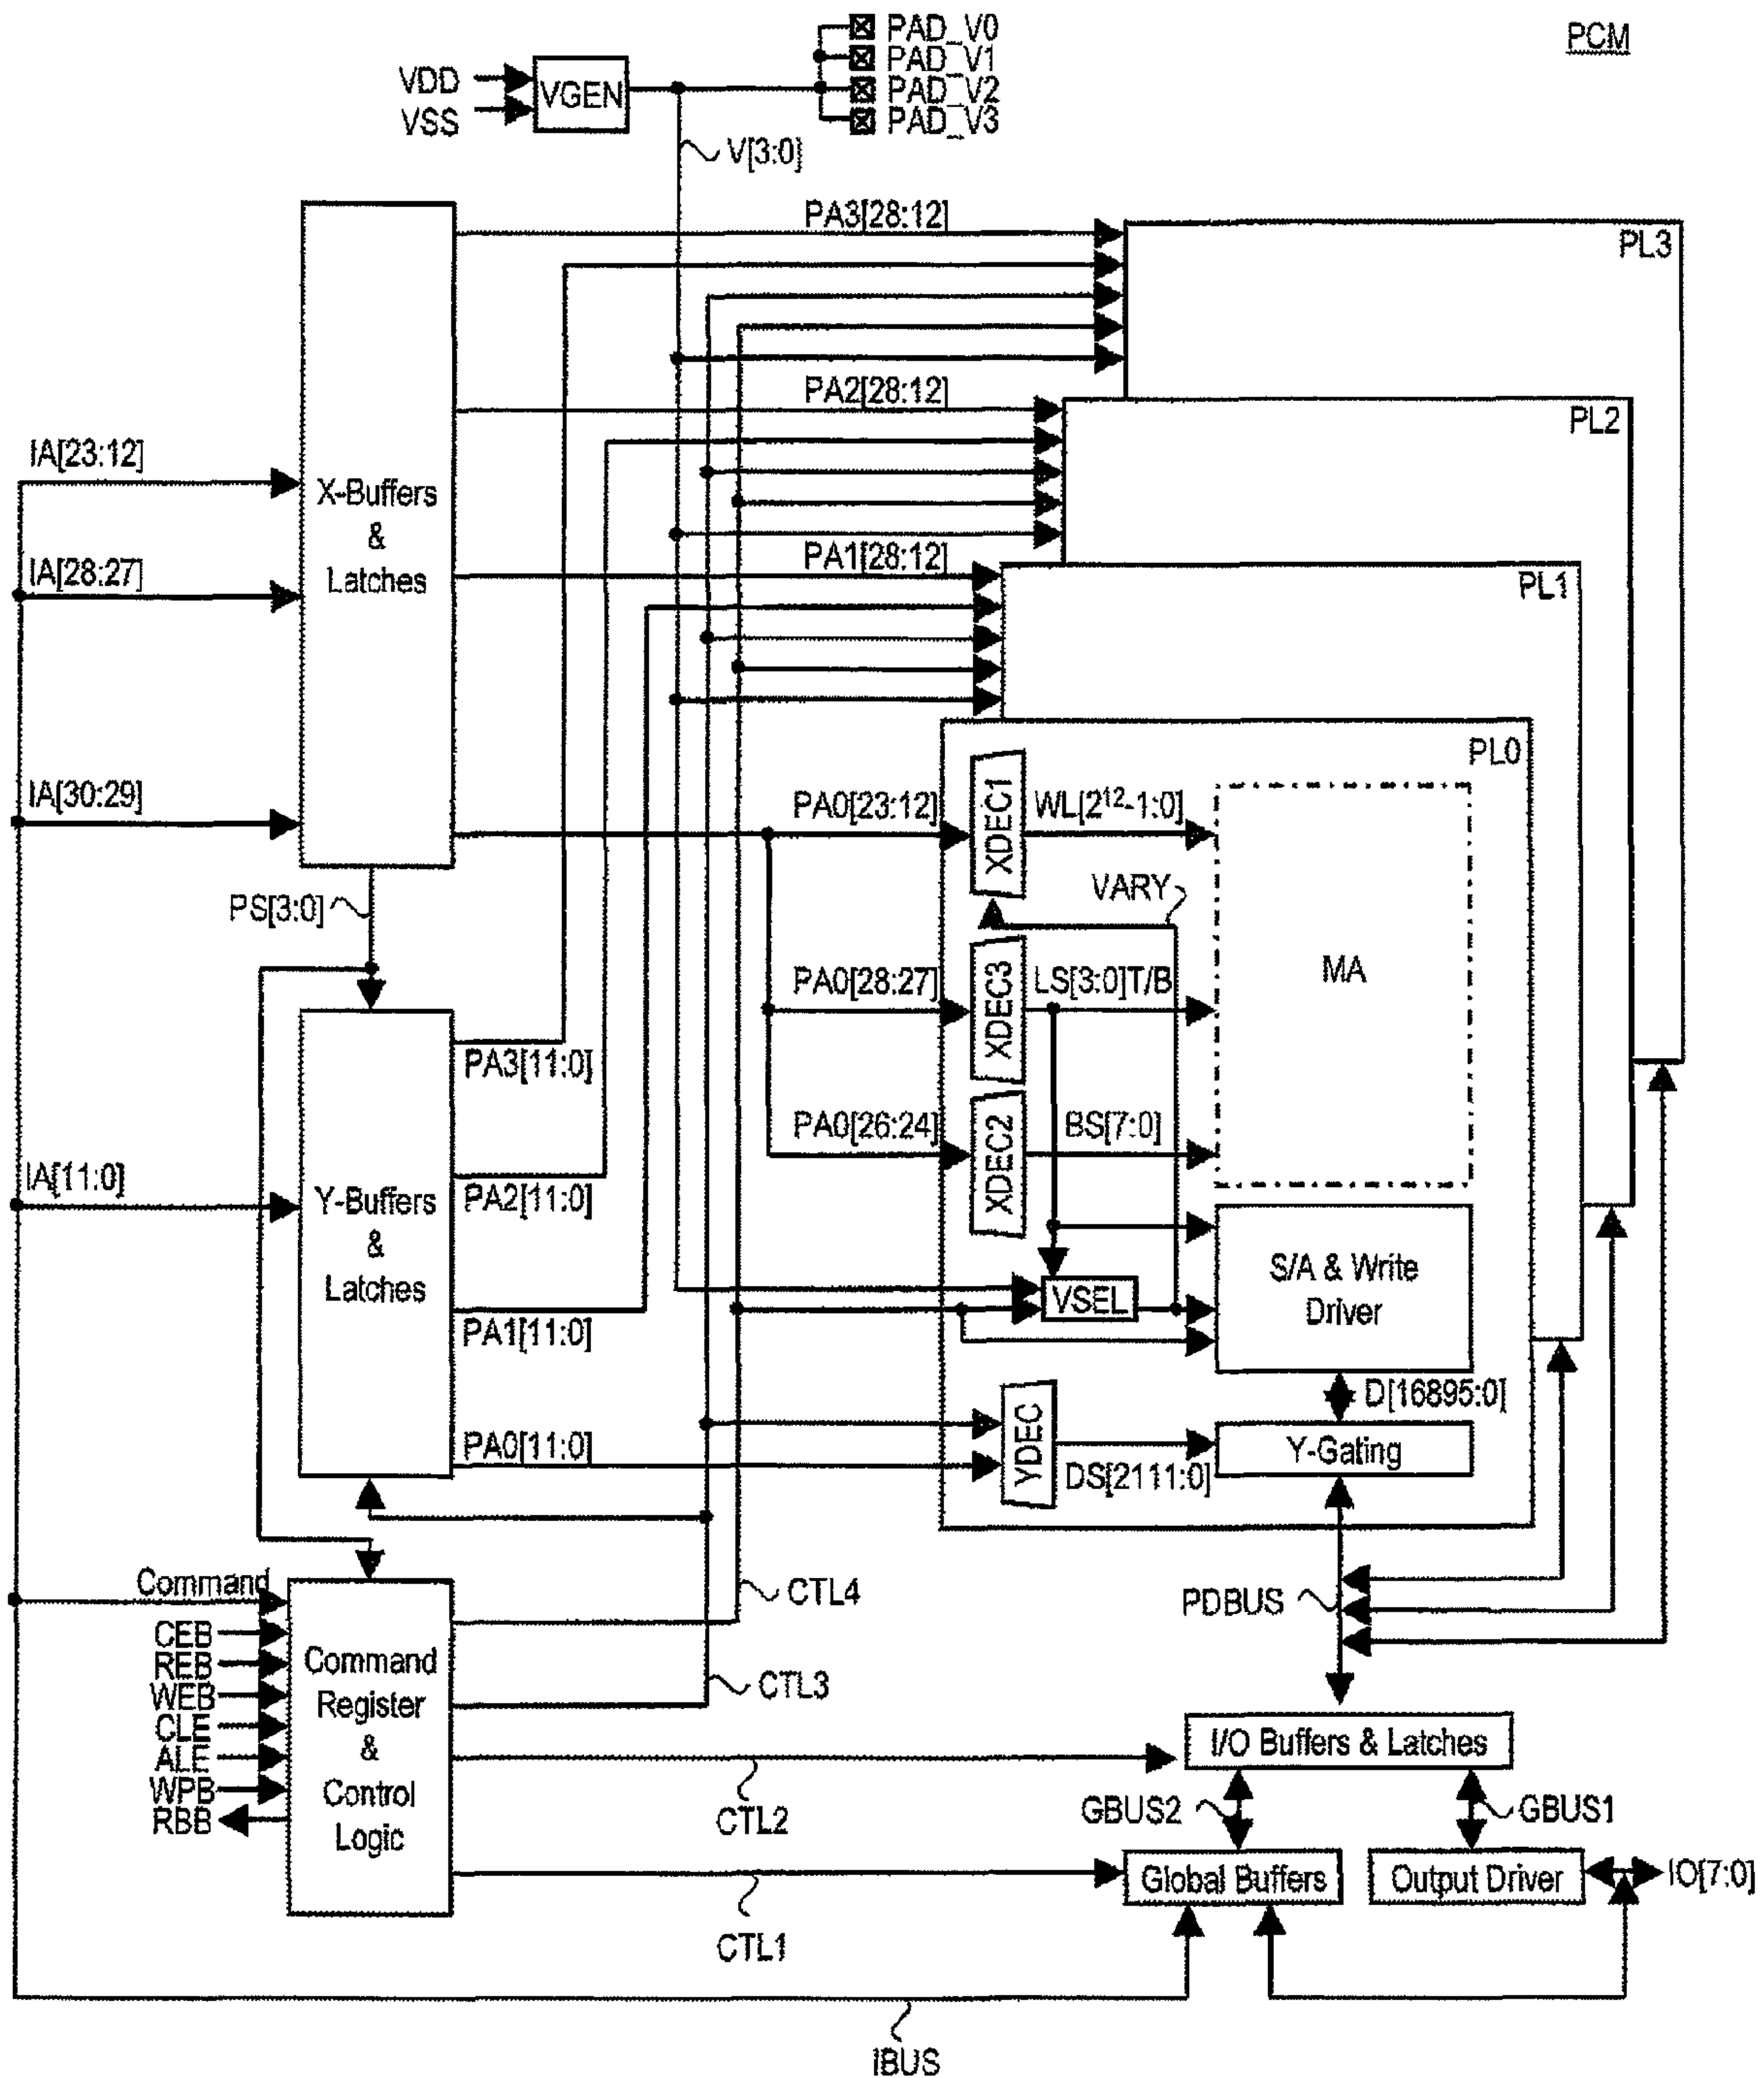 PCM
PAD_V0
PAD_V1
PAD_V2
PAD_V3
VDD
VSS
VGEN
V[3:0]
PA3[28:12]
PL3
PA2[28:12]
PL2
IA[23:12]
X-Buffers
&
Latches
IA[28:27]
PA1[28:12]
PL1
PL0
IA[30:29]
PA0[23:12]
XDEC1
WL[2¹²-1:0]
VARY
PS[3:0]
MA
PA0[28:27]
XDEC3
LS[3:0]T/B
PA3[11:0]
PA0[26:24]
XDEC2
BS[7:0]
IA[11:0]
Y-Buffers
&
Latches
PA2[11:0]
VSEL
S/A & Write
Driver
PA1[11:0]
D[16895:0]
PA0[11:0]
YDEC
DS[2111:0]
Y-Gating
Command
CEB
REB
WEB
CLE
ALE
WPB
RBB
Command
Register
&
Control
Logic
CTL4
PDBUS
CTL3
I/O Buffers & Latches
CTL2
GBUS2
GBUS1
Global Buffers
Output Driver
IO[7:0]
CTL1
IBUS